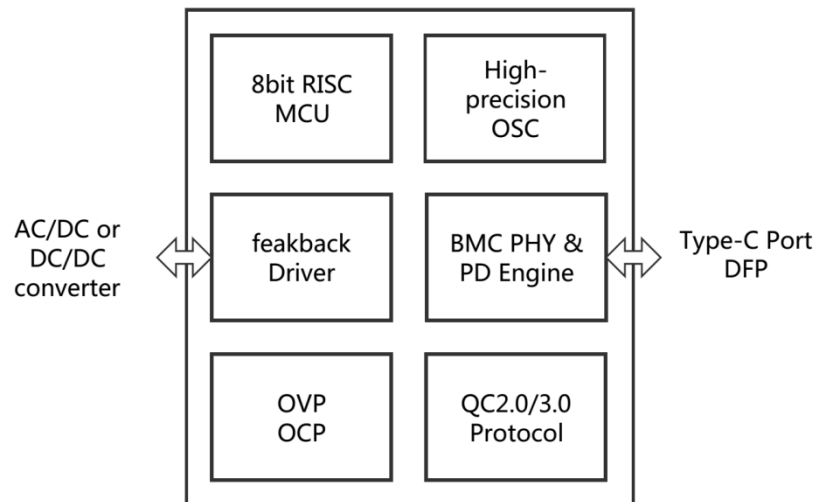 8bit RISC
MCU
High-
precision
OSC
AC/DC or
DC/DC
converter
feakback
Driver
BMC PHY &
PD Engine
Type-C Port
DFP
OVP
OCP
QC2.0/3.0
Protocol